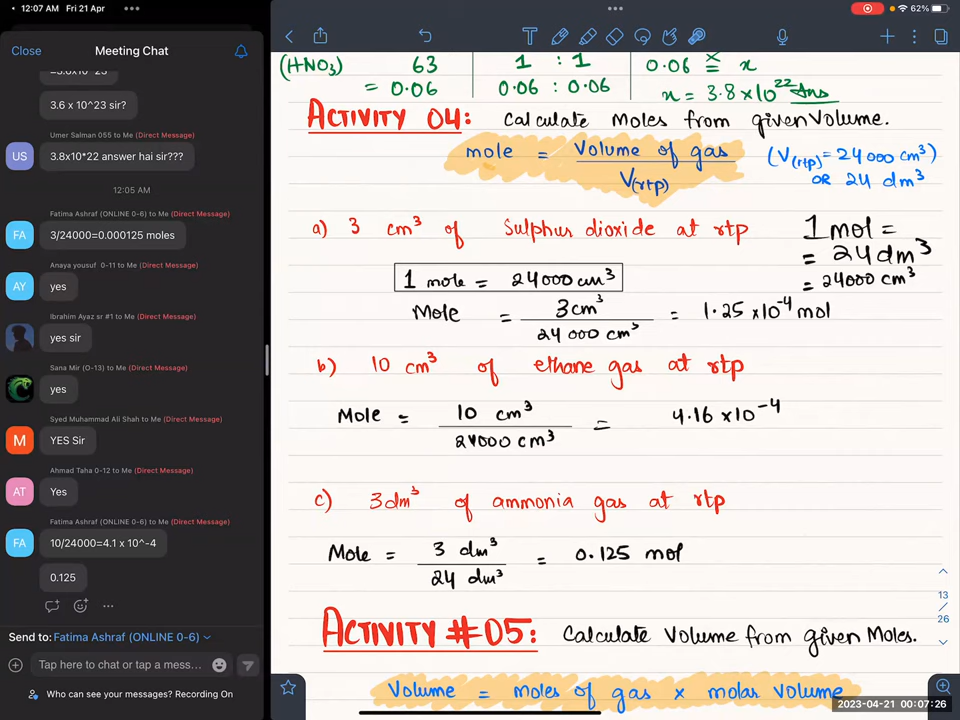 12:07 AM Fri 21 Apr
62%
Close
Meeting Chat
3.6 x 10^23 sir?
Umer Salman 055 to Me (Direct Message)
US
3.8x10*22 answer hai sir???
12:05 AM
Fatima Ashraf (ONLINE 0-6) to Me (Direct Message)
FA
3/24000=0.000125 moles
Anaya yousuf 0-11 to Me (Direct Message)
AY
yes
Ibrahim Ayaz sr #1 to Me (Direct Message)
yes sir
Sana Mir (O-13) to Me (Direct Message)
yes
Syed Muhammad Ali Shah to Me (Direct Message)
M
YES Sir
Ahmad Taha 0-12 to Me (Direct Message)
AT
Yes
Fatima Ashraf (ONLINE 0-6) to Me (Direct Message)
FA
10/24000=4.1 x 10^-4
0.125
Send to: Fatima Ashraf (ONLINE 0-6)
Tap here to chat or tap a mess...
Who can see your messages? Recording On
(HNO3) 63 1 : 1 0.06 ≅ x
= 0.06 0.06 : 0.06 x = 3.8 x 10^22 Ans
ACTIVITY 04: Calculate Moles from given Volume.
mole = Volume of gas / V(rtp) (V(rtp) = 24000 cm³)
OR 24 dm³
a) 3 cm³ of Sulphur dioxide at rtp
1 mol =
= 24 dm³
= 24000 cm³
1 mole = 24000 cm³
Mole = 3 cm³ / 24 000 cm³ = 1.25 x 10^-4 mol
b) 10 cm³ of ethane gas at rtp
Mole = 10 cm³ / 24000 cm³ = 4.16 x 10^-4
c) 3 dm³ of ammonia gas at rtp
Mole = 3 dm³ / 24 dm³ = 0.125 mol
ACTIVITY #05: Calculate Volume from given Moles.
Volume = moles of gas x molar volume
13
/
26
2023-04-21 00:07:26